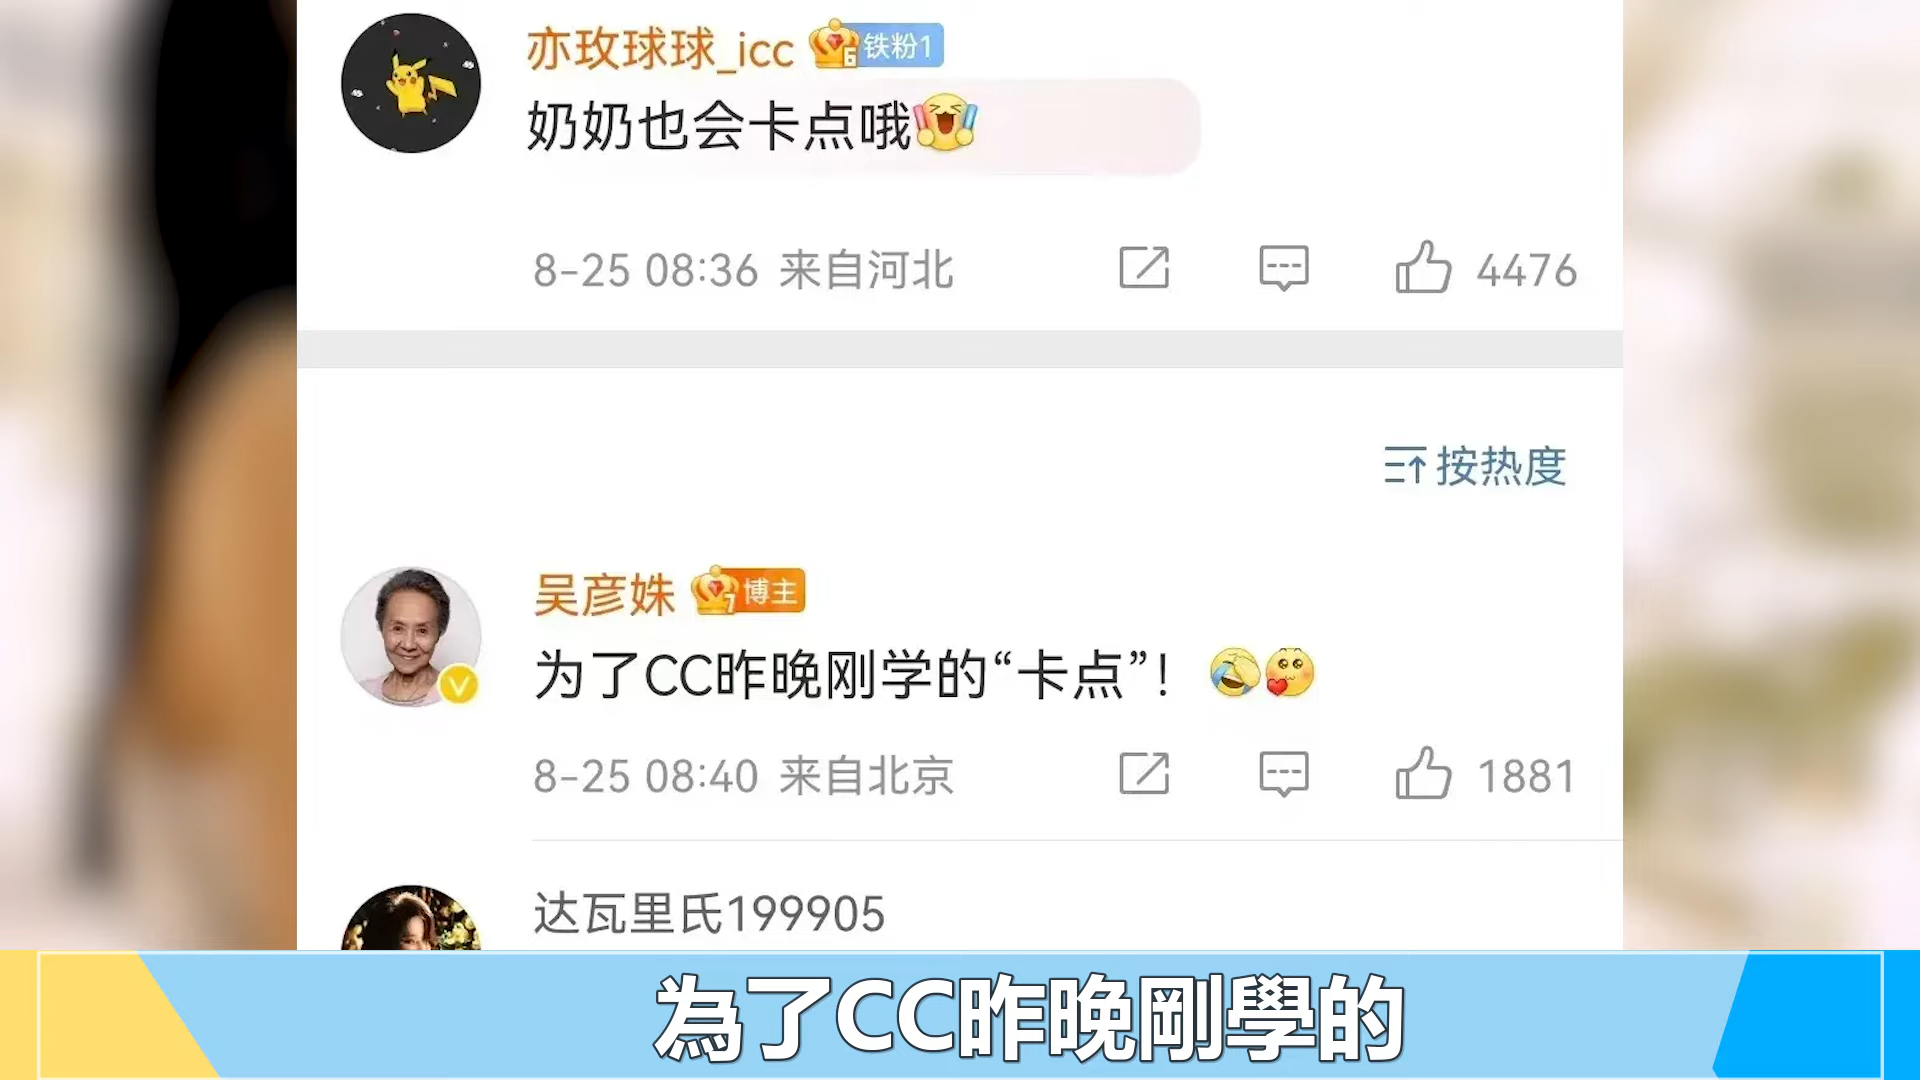 亦玫球球_icc 6 铁粉1
奶奶也会卡点哦
8-25 08:36 来自河北 4476
按热度
吴彦姝 7 博主
为了CC昨晚刚学的“卡点”！
8-25 08:40 来自北京 1881
达瓦里氏199905
為了CC昨晚剛學的